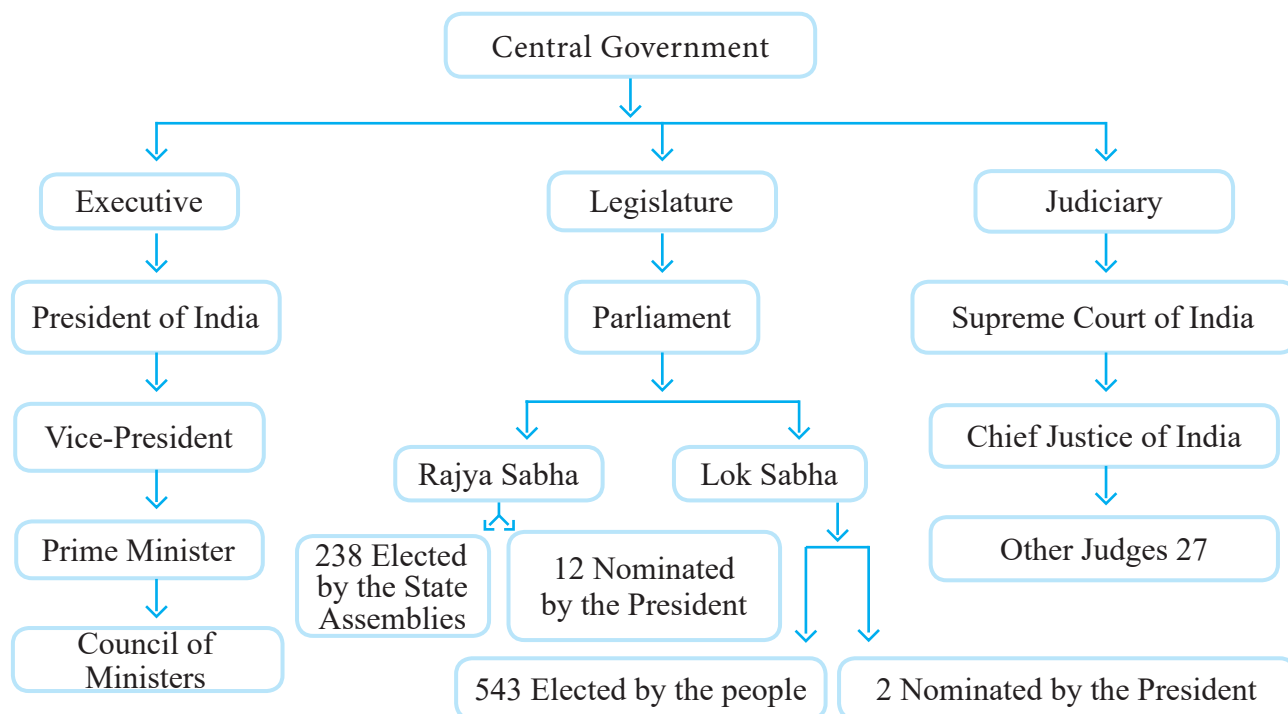 Central Government
Executive
Legislature
Judiciary
President of India
Parliament
Supreme Court of India
Vice-President
Rajya Sabha
Lok Sabha
Chief Justice of India
Prime Minister
238 Elected
by the State
Assemblies
12 Nominated
by the President
Other Judges 27
Council of
Ministers
543 Elected by the people
2 Nominated by the President